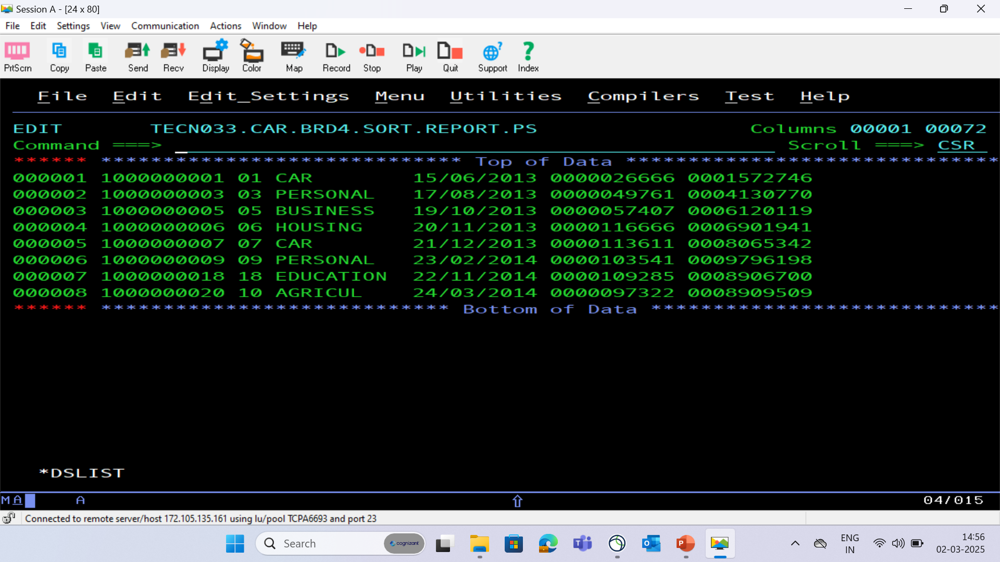 Session A - [24 x 80]
File Edit Settings View Communication Actions Window Help
PrtScrn Copy Paste Send Recv Display Color Map Record Stop Play Quit Support Index
File Edit Edit_Settings Menu Utilities Compilers Test Help
EDIT TECN033.CAR.BRD4.SORT.REPORT.PS Columns 00001 00072
Command ===> Scroll ===> CSR
****** ***************************** Top of Data ******************************
000001 1000000001 01 CAR 15/06/2013 0000026666 0001572746
000002 1000000003 03 PERSONAL 17/08/2013 0000049761 0004130770
000003 1000000005 05 BUSINESS 19/10/2013 0000057407 0006120119
000004 1000000006 06 HOUSING 20/11/2013 0000116666 0006901941
000005 1000000007 07 CAR 21/12/2013 0000113611 0008065342
000006 1000000009 09 PERSONAL 23/02/2014 0000103541 0009796198
000007 1000000018 18 EDUCATION 22/11/2014 0000109285 0008906700
000008 1000000020 10 AGRICUL 24/03/2014 0000097322 0008909509
****** **************************** Bottom of Data ****************************
*DSLIST
MA A 04/015
Connected to remote server/host 172.105.135.161 using lu/pool TCPA6693 and port 23
Search cognizant ENG 14:56
IN 02-03-2025